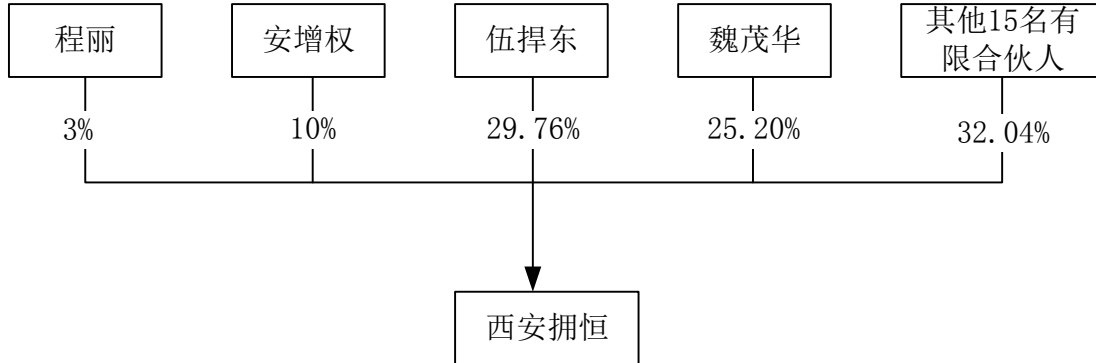 程丽
安增权
伍捍东
魏茂华
其他15名有
限合伙人
3%
10%
29.76%
25.20%
32.04%
西安拥恒